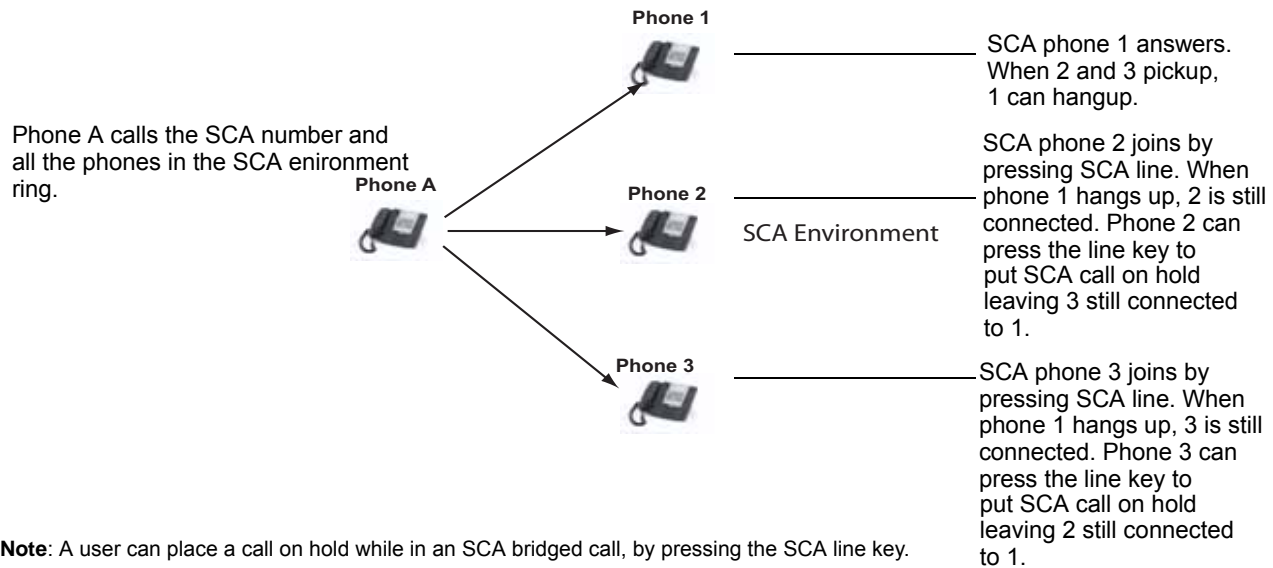 Phone A calls the SCA number and
all the phones in the SCA enironment
ring.
Phone A
Phone 1
SCA phone 1 answers.
When 2 and 3 pickup,
1 can hangup.
Phone 2
SCA Environment
SCA phone 2 joins by
pressing SCA line. When
phone 1 hangs up, 2 is still
connected. Phone 2 can
press the line key to
put SCA call on hold
leaving 3 still connected
to 1.
Phone 3
SCA phone 3 joins by
pressing SCA line. When
phone 1 hangs up, 3 is still
connected. Phone 3 can
press the line key to
put SCA call on hold
leaving 2 still connected
to 1.
Note: A user can place a call on hold while in an SCA bridged call, by pressing the SCA line key.